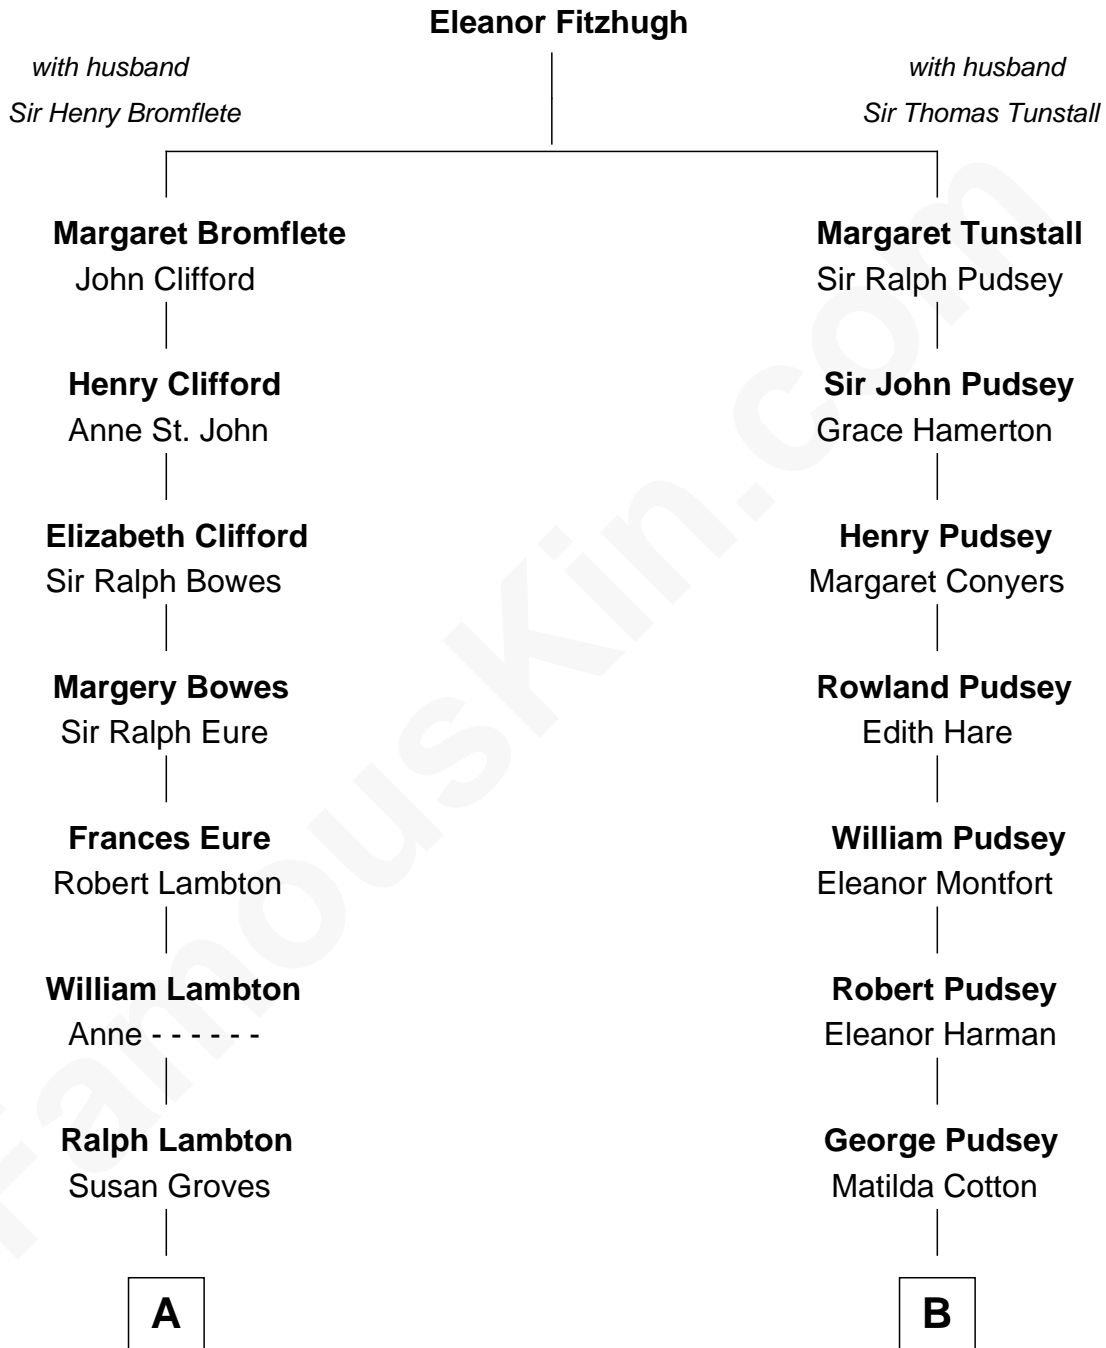 Eleanor Fitzhugh
with husband
Sir Henry Bromflete
with husband
Sir Thomas Tunstall
Margaret Bromflete
John Clifford
Margaret Tunstall
Sir Ralph Pudsey
Henry Clifford
Anne St. John
Sir John Pudsey
Grace Hamerton
Elizabeth Clifford
Sir Ralph Bowes
Henry Pudsey
Margaret Conyers
Margery Bowes
Sir Ralph Eure
Rowland Pudsey
Edith Hare
Frances Eure
Robert Lambton
William Pudsey
Eleanor Montfort
William Lambton
Anne - - - - - -
Robert Pudsey
Eleanor Harman
Ralph Lambton
Susan Groves
George Pudsey
Matilda Cotton
A
B
FamousKin.com